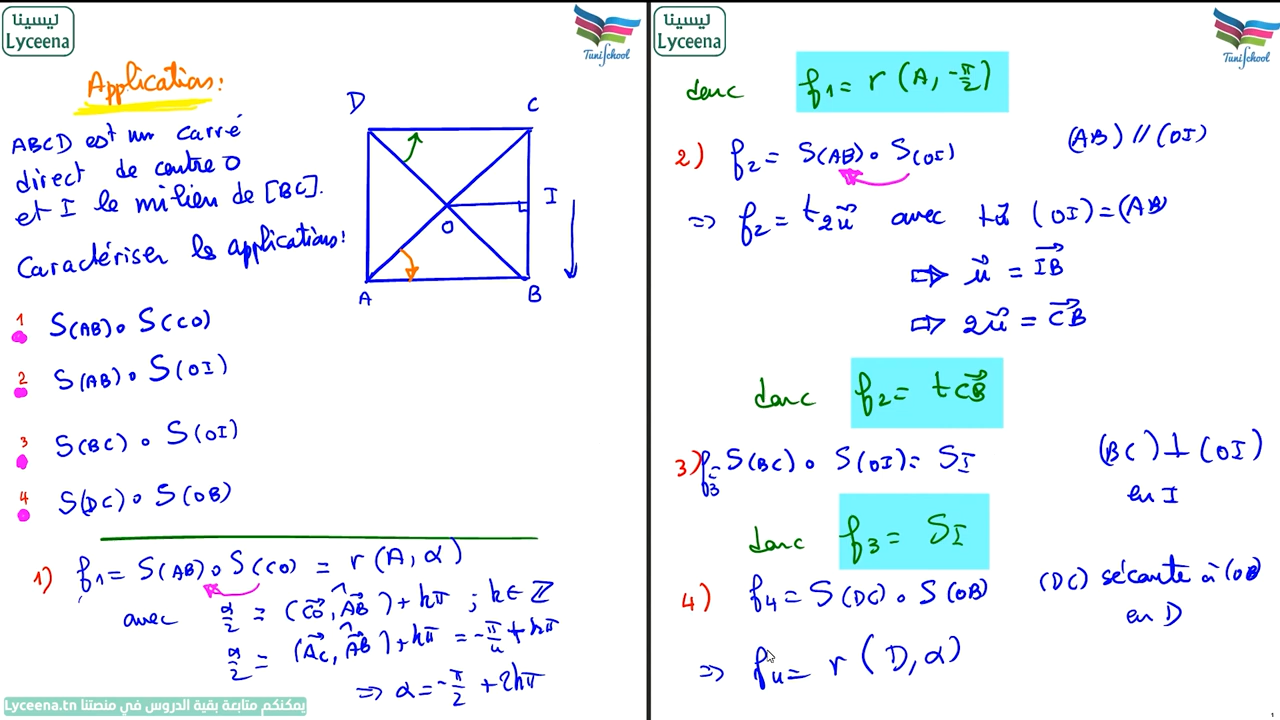 ليسينا
Lyceena
TuniSchool
Applications:
ABCD est un carré
direct de centre O
et I le milieu de [BC].
Caractériser les applications:
D
C
I
O
A
B
1 S(AB) ∘ S(CO)
2 S(AB) ∘ S(OI)
3 S(BC) ∘ S(OI)
4 S(DC) ∘ S(OB)
1) f1 = S(AB) ∘ S(CO) = r(A, α)
avec α/2 = (CO⃗, AB⃗) + kπ ; k ∈ ℤ
α/2 = (AC⃗, AB⃗) + kπ = -π/4 + kπ
⇒ α = -π/2 + 2kπ
يمكنكم متابعة بقية الدروس في منصتنا Lyceena.tn
ليسينا
Lyceena
TuniSchool
donc f1 = r(A, -π/2)
2) f2 = S(AB) ∘ S(OI) (AB) // (OI)
⇒ f2 = t2u⃗ avec tu⃗ (OI) = (AB)
⇒ u⃗ = IB⃗
⇒ 2u⃗ = CB⃗
donc f2 = tCB⃗
3) f3 = S(BC) ∘ S(OI) = SI (BC) ⊥ (OI)
en I
donc f3 = SI
4) f4 = S(DC) ∘ S(OB) (DC) sécante à (OB)
en D
⇒ f4 = r(D, α)